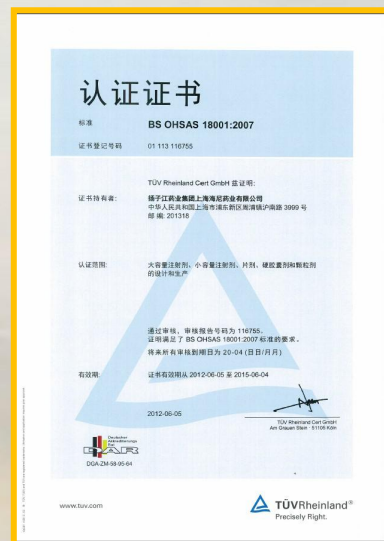 认证证书
标准 BS OHSAS 18001:2007
证书登记号码 01 113 116755
TÜV Rheinland Cert GmbH 兹证明:
证书持有者: 扬子江药业集团上海海尼药业有限公司
中华人民共和国上海市浦东新区周浦镇沪南路 3999 号
邮 编: 201318
认证范围: 大容量注射剂、小容量注射剂、片剂、硬胶囊剂和颗粒剂
的设计和生产
通过审核，审核报告号码为 116755.
证明满足了 BS OHSAS 18001:2007 标准的要求。
将来所有审核到期日为 20-04 (日日/月月)
有效期: 证书有效期从 2012-06-05 至 2015-06-04
2012-06-05
TÜV Rheinland Cert GmbH
Am Grauen Stein · 51105 Köln
Deutscher
Akkreditierungs
Rat
DAR
DGA-ZM-58-95-64
www.tuv.com
TÜVRheinland®
Precisely Right.